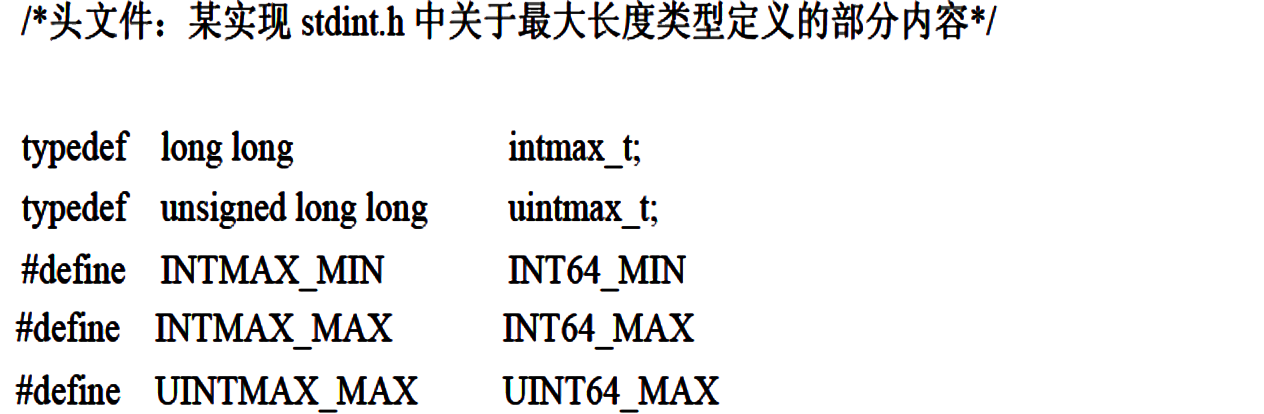 /*头文件：某实现 stdint.h 中关于最大长度类型定义的部分内容*/
typedef long long intmax_t;
typedef unsigned long long uintmax_t;
#define INTMAX_MIN INT64_MIN
#define INTMAX_MAX INT64_MAX
#define UINTMAX_MAX UINT64_MAX